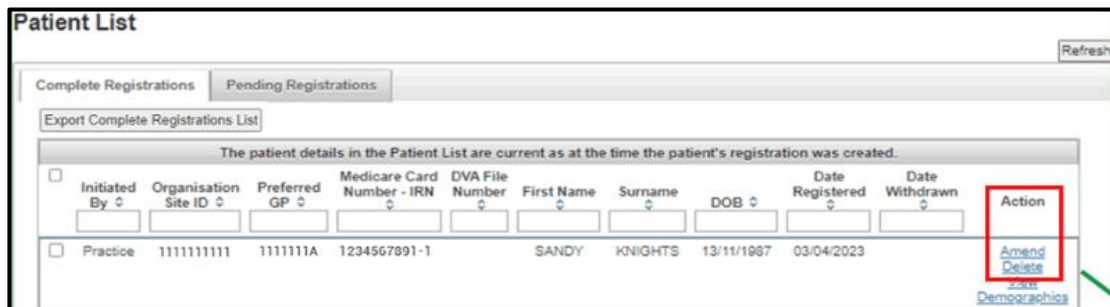 Patient List
Refresh
Complete Registrations Pending Registrations
Export Complete Registrations List
The patient details in the Patient List are current as at the time the patient's registration was created.
Initiated By Organisation Site ID Preferred GP Medicare Card Number - IRN DVA File Number First Name Surname DOB Date Registered Date Withdrawn Action
Practice 1111111111 1111111A 1234567891-1 SANDY KNIGHTS 13/11/1987 03/04/2023 Amend
Delete
View
Demographics